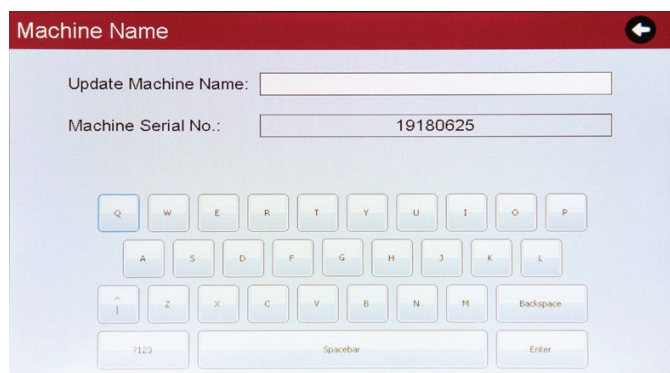 Machine Name
Update Machine Name:
Machine Serial No.: 19180625
Q W E R T Y U I O P
A S D F G H J K L
Z X C V B N M Backspace
?123 Spacebar Enter